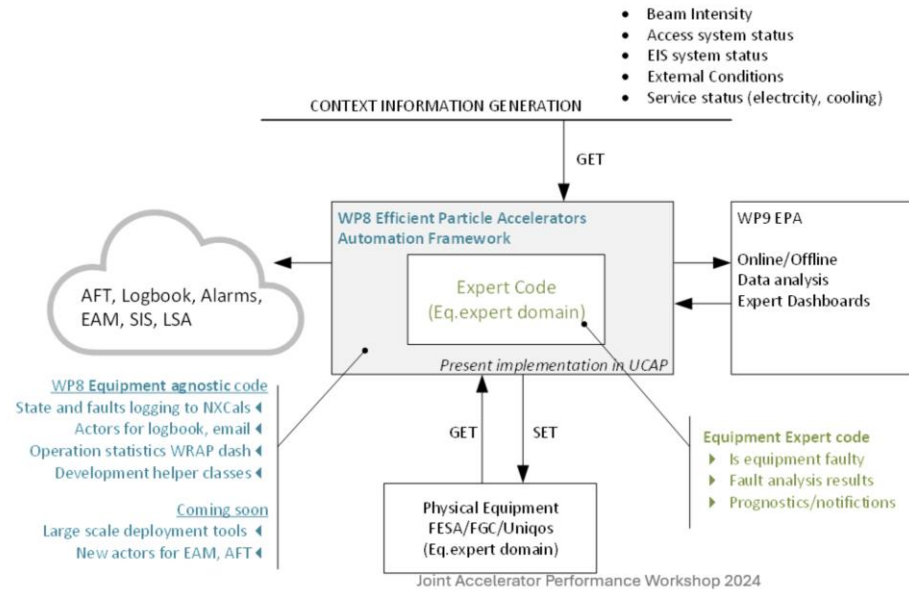 • Beam Intensity
• Access system status
• EIS system status
• External Conditions
• Service status (electrcity, cooling)
CONTEXT INFORMATION GENERATION
GET
WP8 Efficient Particle Accelerators
Automation Framework
Expert Code
(Eq.expert domain)
Present implementation in UCAP
WP9 EPA
Online/Offline
Data analysis
Expert Dashboards
AFT, Logbook, Alarms,
EAM, SIS, LSA
WP8 Equipment agnostic code
State and faults logging to NXCals
Actors for logbook, email
Operation statistics WRAP dash
Development helper classes
Coming soon
Large scale deployment tools
New actors for EAM, AFT
GET
SET
Physical Equipment
FESA/FGC/Uniqos
(Eq.expert domain)
Equipment Expert code
Is equipment faulty
Fault analysis results
Prognostics/notifictions
Joint Accelerator Performance Workshop 2024